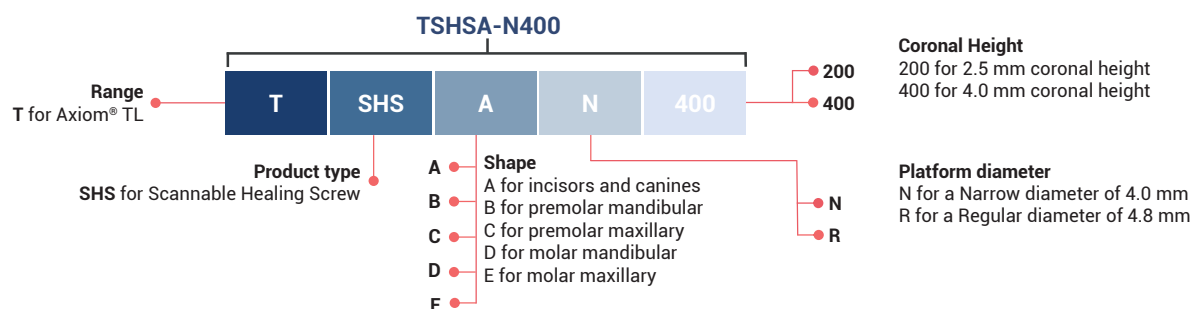 TSHSA-N400
Range
T for Axiom® TL
T
SHS
A
N
400
200
400
Coronal Height
200 for 2.5 mm coronal height
400 for 4.0 mm coronal height
Product type
SHS for Scannable Healing Screw
A
B
C
D
E
Shape
A for incisors and canines
B for premolar mandibular
C for premolar maxillary
D for molar mandibular
E for molar maxillary
N
R
Platform diameter
N for a Narrow diameter of 4.0 mm
R for a Regular diameter of 4.8 mm